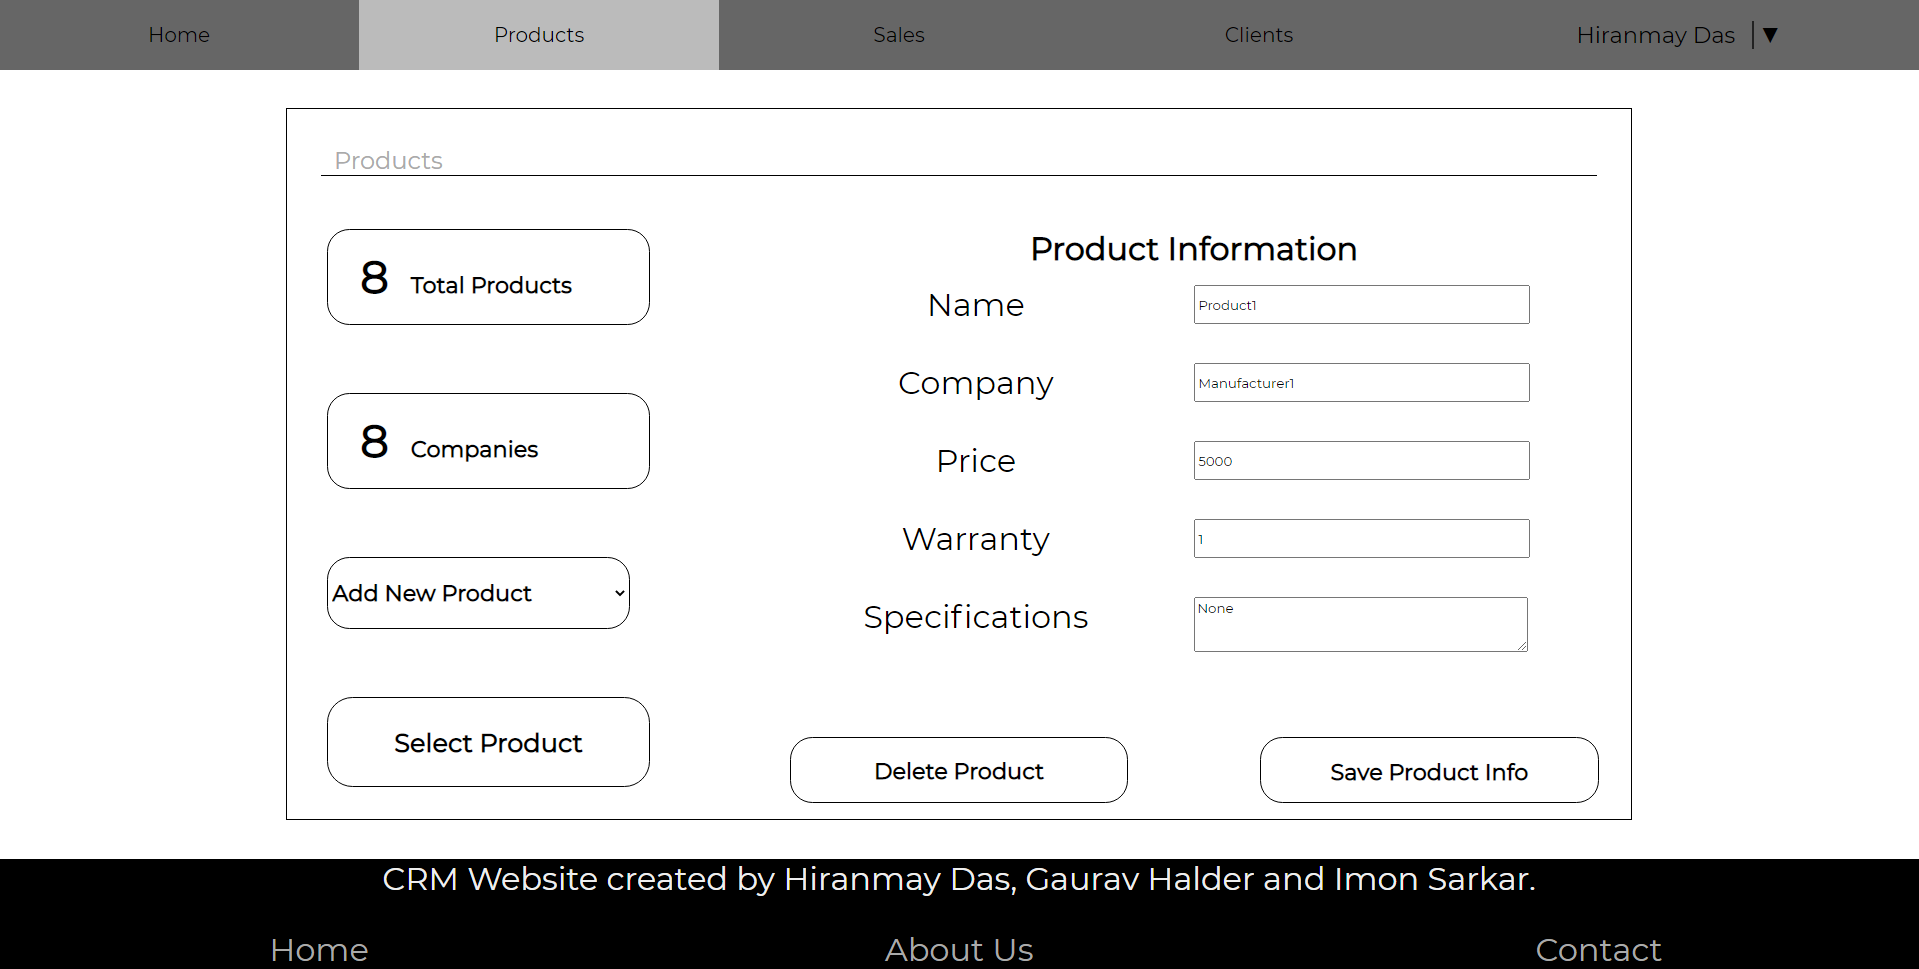 Home Products Sales Clients Hiranmay Das |▼
Products
8 Total Products
8 Companies
Add New Product
Select Product
Product Information
Name Product1
Company Manufacturer1
Price 5000
Warranty 1
Specifications None
Delete Product Save Product Info
CRM Website created by Hiranmay Das, Gaurav Halder and Imon Sarkar.
Home About Us Contact